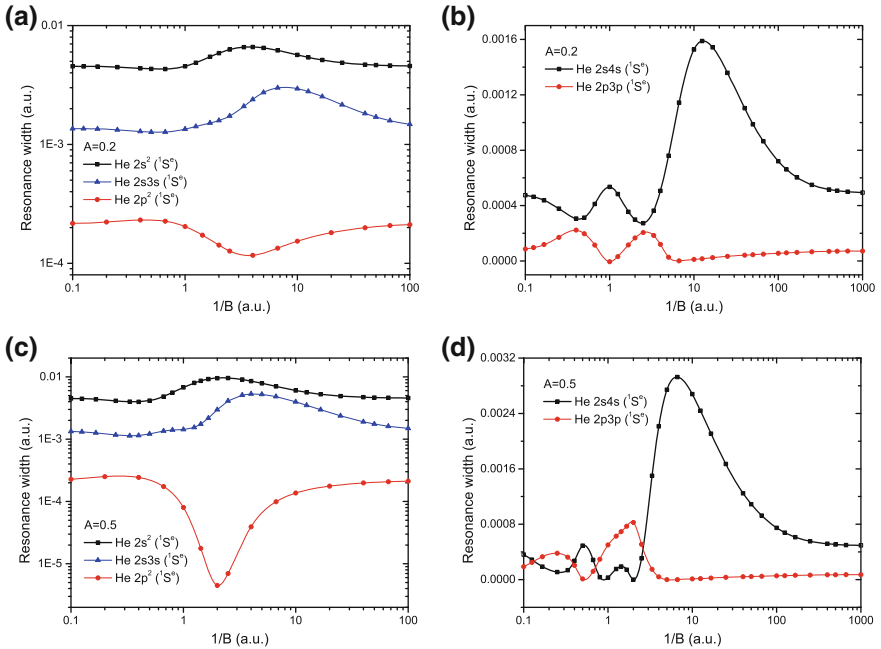 (a)
0.01
1E-3
1E-4
Resonance width (a.u.)
A=0.2
He 2s² (¹Sᵉ)
He 2s3s (¹Sᵉ)
He 2p² (¹Sᵉ)
0.1 1 10 100
1/B (a.u.)
(b)
0.0016
0.0012
0.0008
0.0004
0.0000
Resonance width (a.u.)
A=0.2
He 2s4s (¹Sᵉ)
He 2p3p (¹Sᵉ)
0.1 1 10 100 1000
1/B (a.u.)
(c)
0.01
1E-3
1E-4
1E-5
Resonance width (a.u.)
A=0.5
He 2s² (¹Sᵉ)
He 2s3s (¹Sᵉ)
He 2p² (¹Sᵉ)
0.1 1 10 100
1/B (a.u.)
(d)
0.0032
0.0024
0.0016
0.0008
0.0000
Resonance width (a.u.)
A=0.5
He 2s4s (¹Sᵉ)
He 2p3p (¹Sᵉ)
0.1 1 10 100 1000
1/B (a.u.)